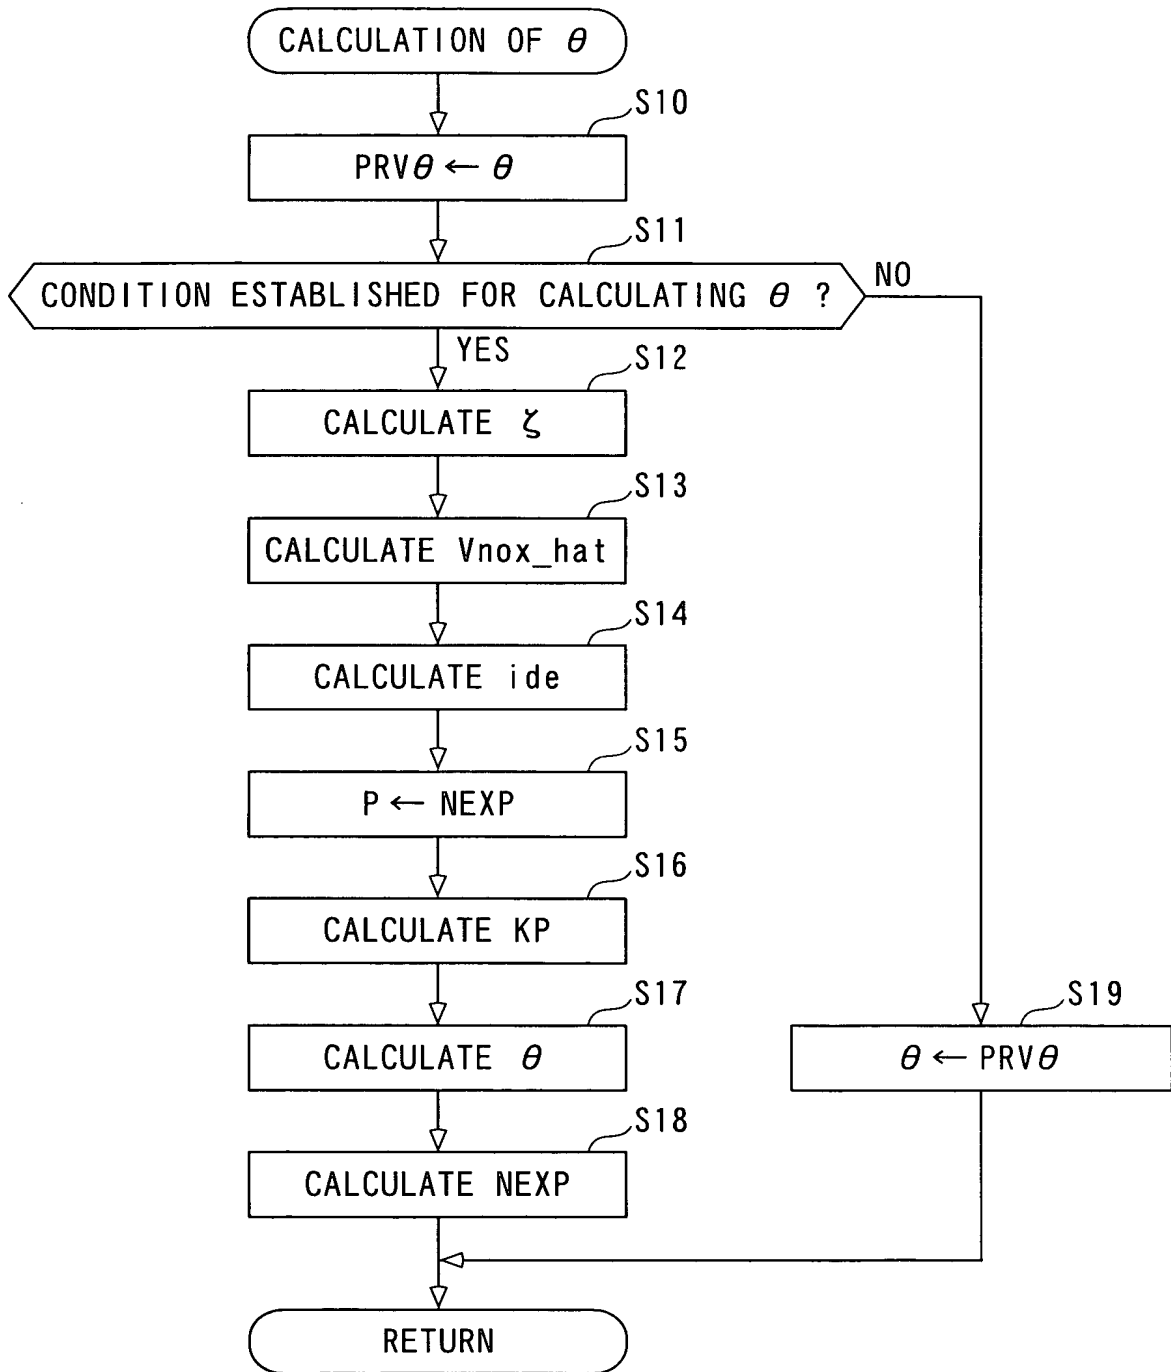 CALCULATION OF θ
S10
PRVθ ← θ
S11
CONDITION ESTABLISHED FOR CALCULATING θ ?
NO
YES
S12
CALCULATE ζ
S13
CALCULATE Vnox_hat
S14
CALCULATE ide
S15
P ← NEXP
S16
CALCULATE KP
S17
CALCULATE θ
S19
θ ← PRVθ
S18
CALCULATE NEXP
RETURN